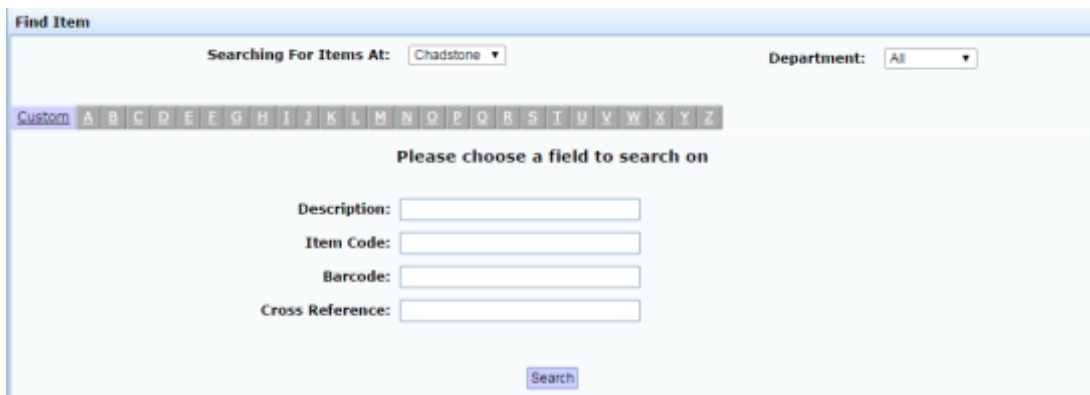 Find Item
Searching For Items At: Chadstone Department: All
Custom A B C D E F G H I J K L M N O P Q R S T U V W X Y Z
Please choose a field to search on
Description:
Item Code:
Barcode:
Cross Reference:
Search